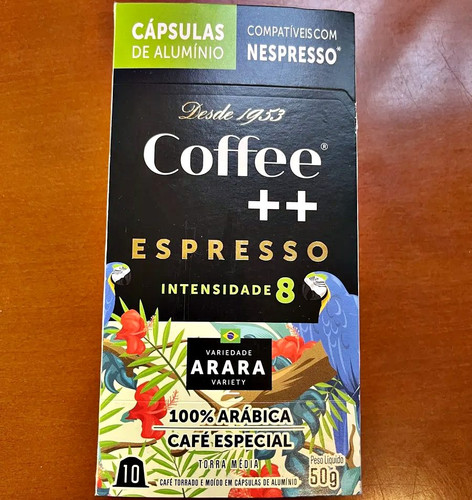 CÁPSULAS
DE ALUMÍNIO
COMPATÍVEIS COM
NESPRESSO*
Desde 1953
Coffee®
++
ESPRESSO
INTENSIDADE 8
VARIEDADE
ARARA
VARIETY
100% ARÁBICA
CAFÉ ESPECIAL
TORRA MÉDIA
CAFÉ TORRADO E MOÍDO EM CÁPSULAS DE ALUMÍNIO
10
Peso Líquido
50g